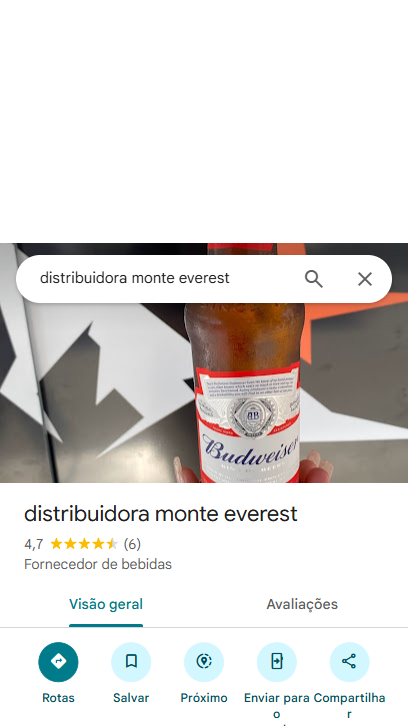 distribuidora monte everest
Budweiser
distribuidora monte everest
4,7 (6)
Fornecedor de bebidas
Visão geral
Avaliações
Rotas
Salvar
Próximo
Enviar para o
Compartilhar